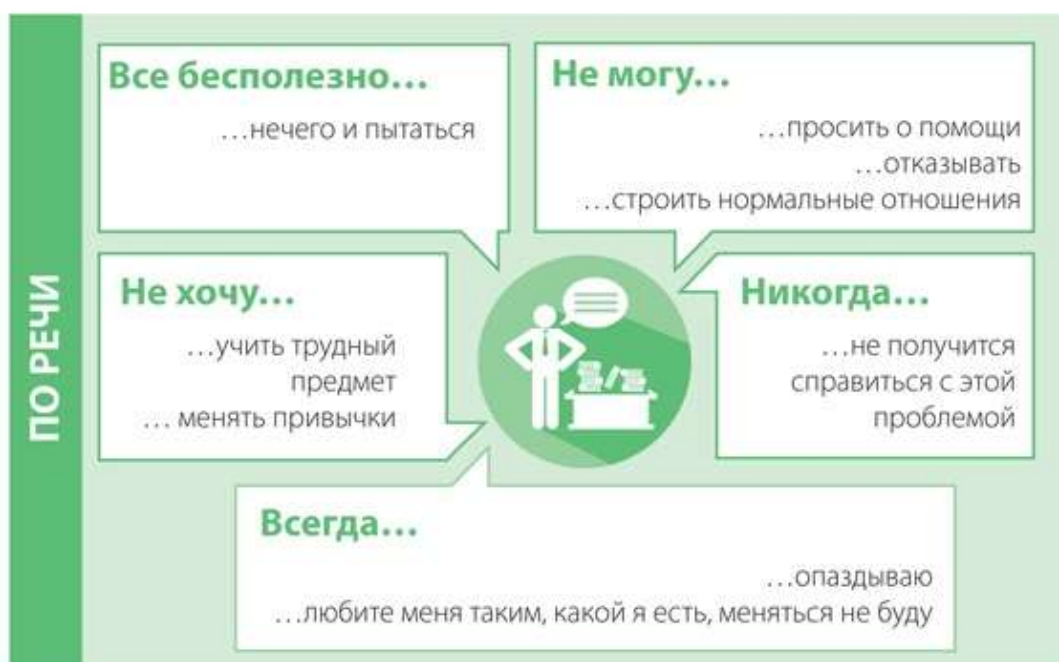 ПО РЕЧИ
Все бесполезно...
...нечего и пытаться
Не могу...
...просить о помощи
...отказывать
...строить нормальные отношения
Не хочу...
...учить трудный
предмет
... менять привычки
Никогда...
...не получится
справиться с этой
проблемой
Всегда...
...опаздываю
...любите меня таким, какой я есть, меняться не буду